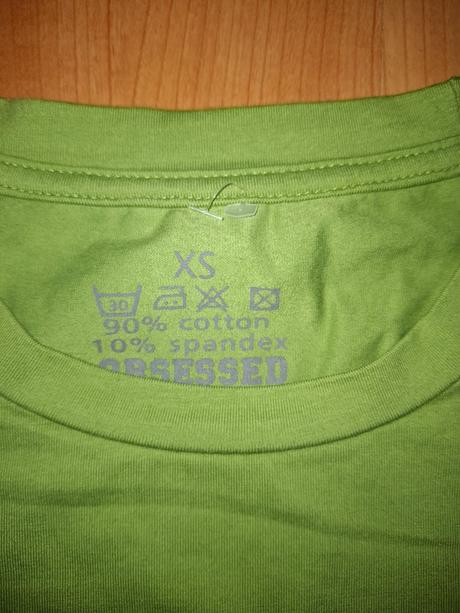 XS
30
90% cotton
10% spandex
OBSESSED